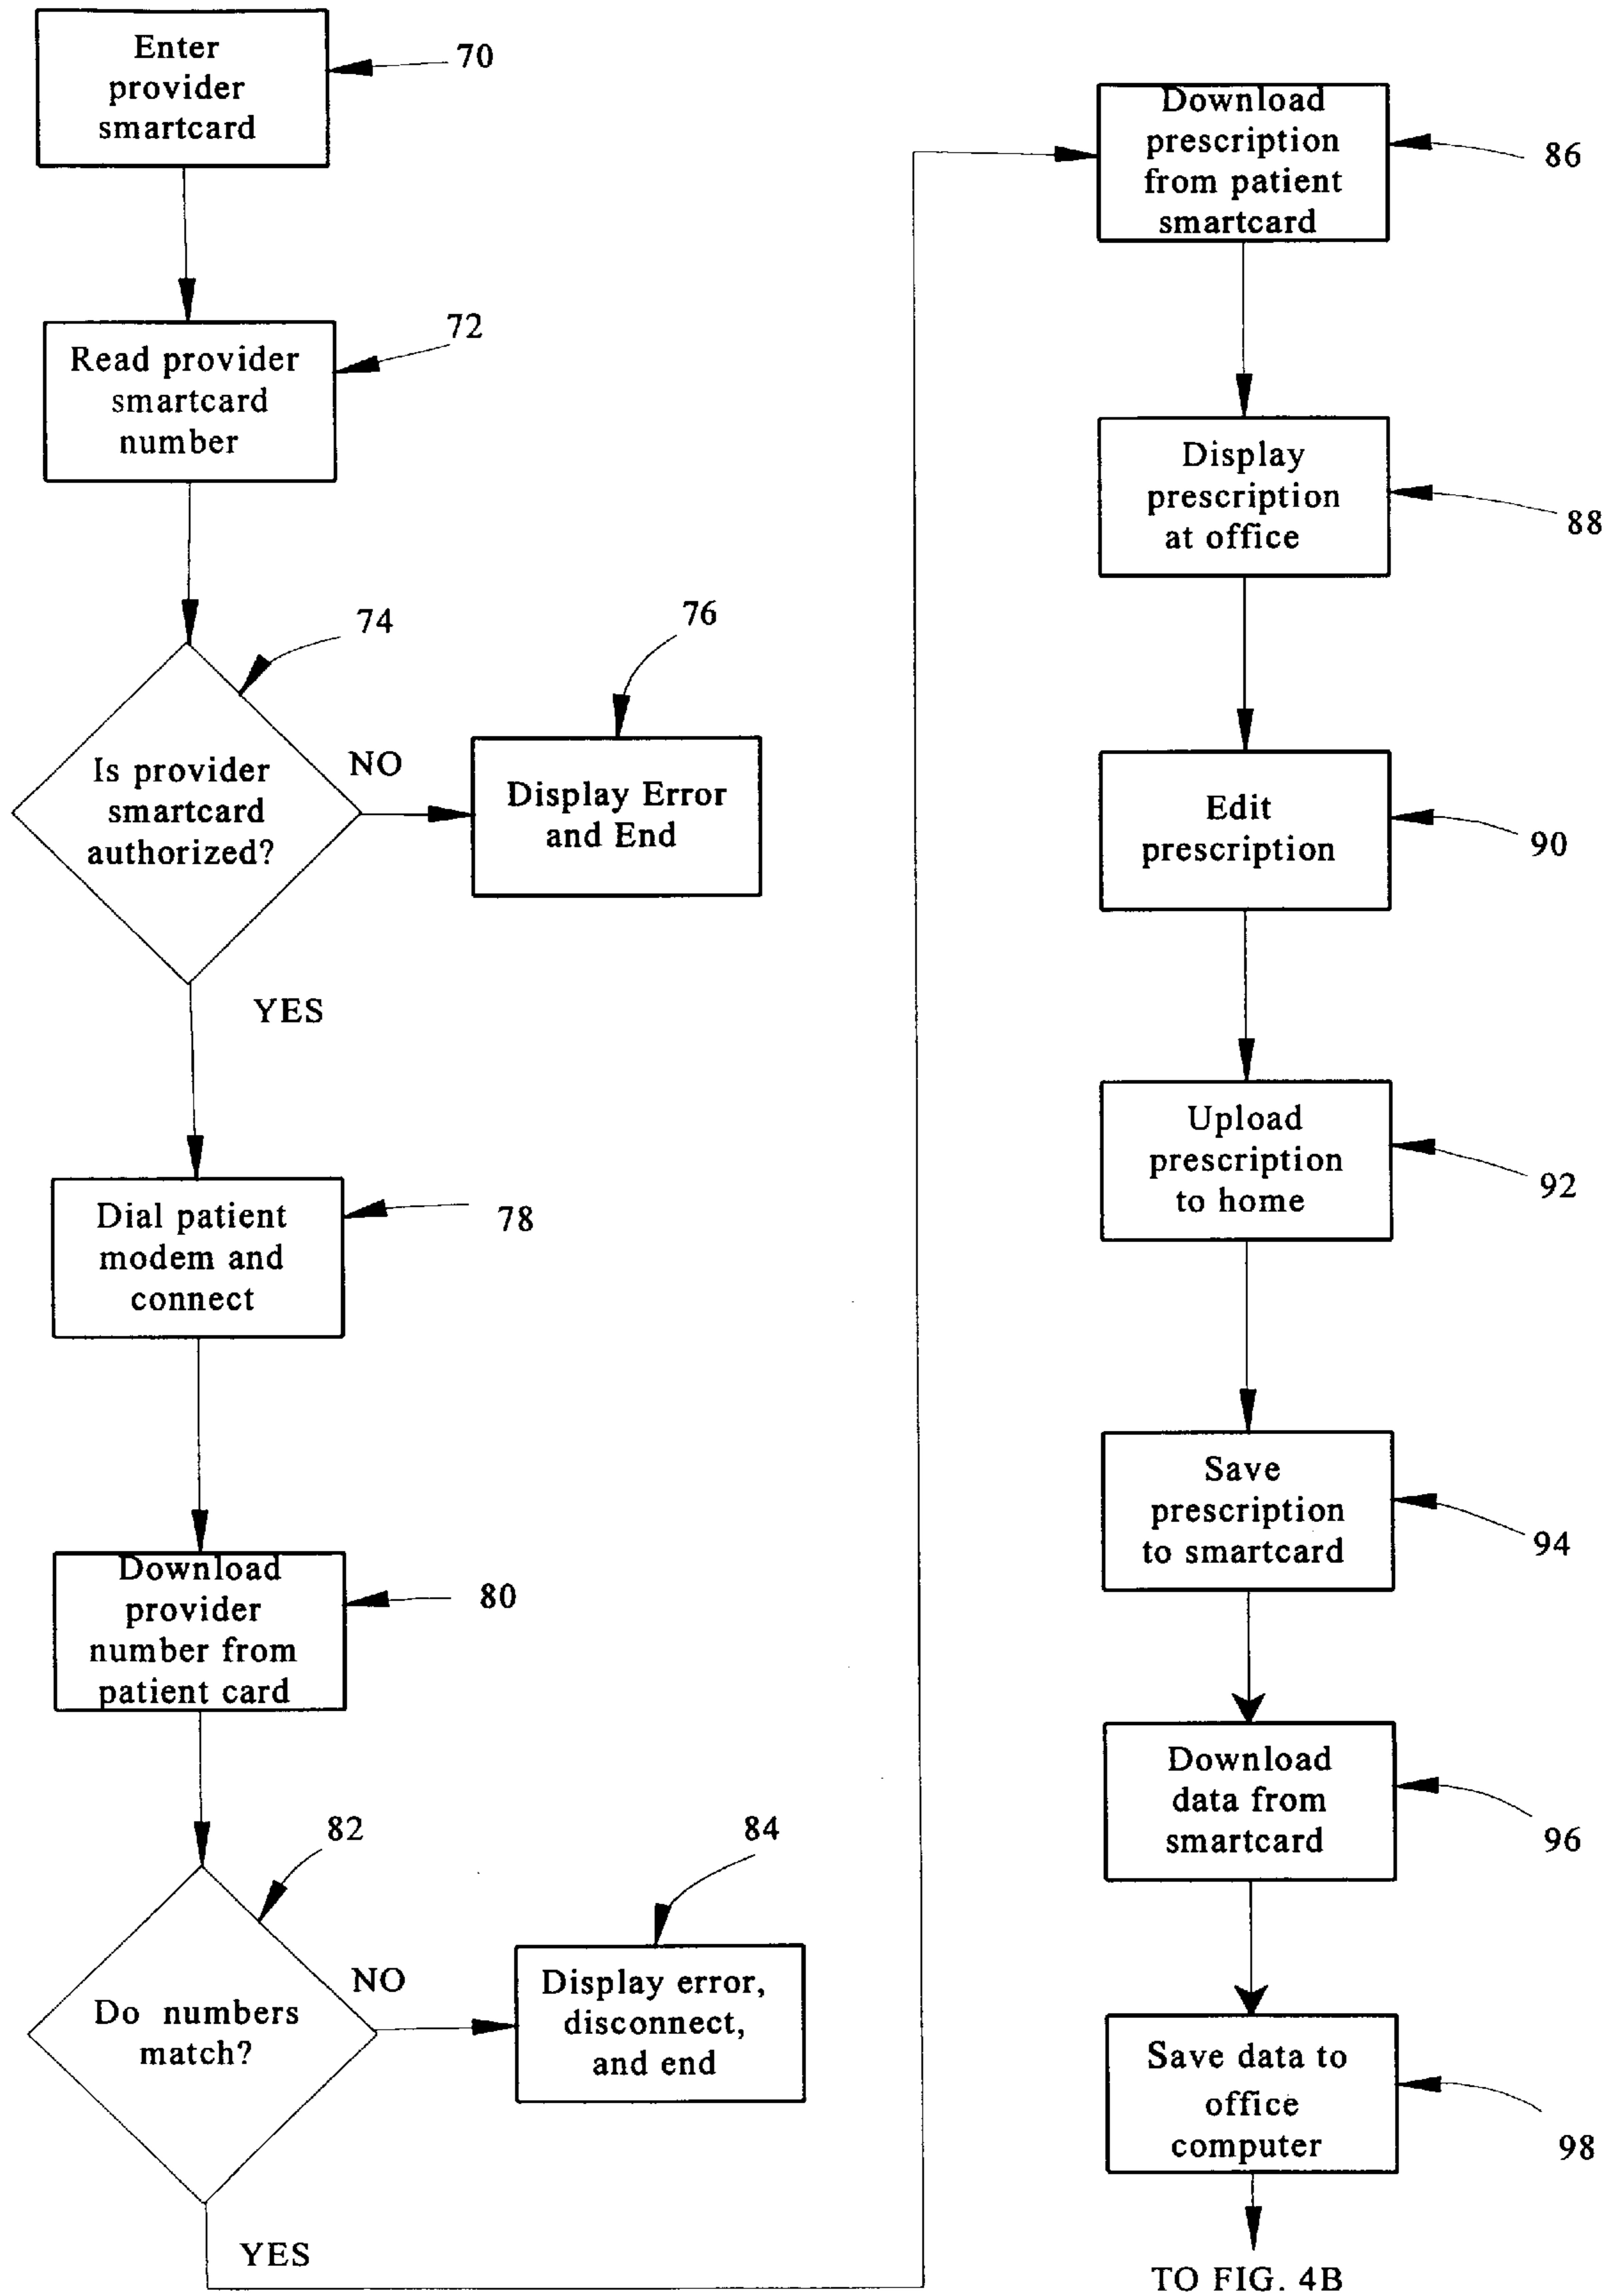 Enter
provider
smartcard
70
Read provider
smartcard
number
72
Is provider
smartcard
authorized?
74
NO
Display Error
and End
76
YES
Dial patient
modem and
connect
78
Download
provider
number from
patient card
80
Do numbers
match?
82
NO
Display error,
disconnect,
and end
84
YES
Download
prescription
from patient
smartcard
86
Display
prescription
at office
88
Edit
prescription
90
Upload
prescription
to home
92
Save
prescription
to smartcard
94
Download
data from
smartcard
96
Save data to
office
computer
98
TO FIG. 4B